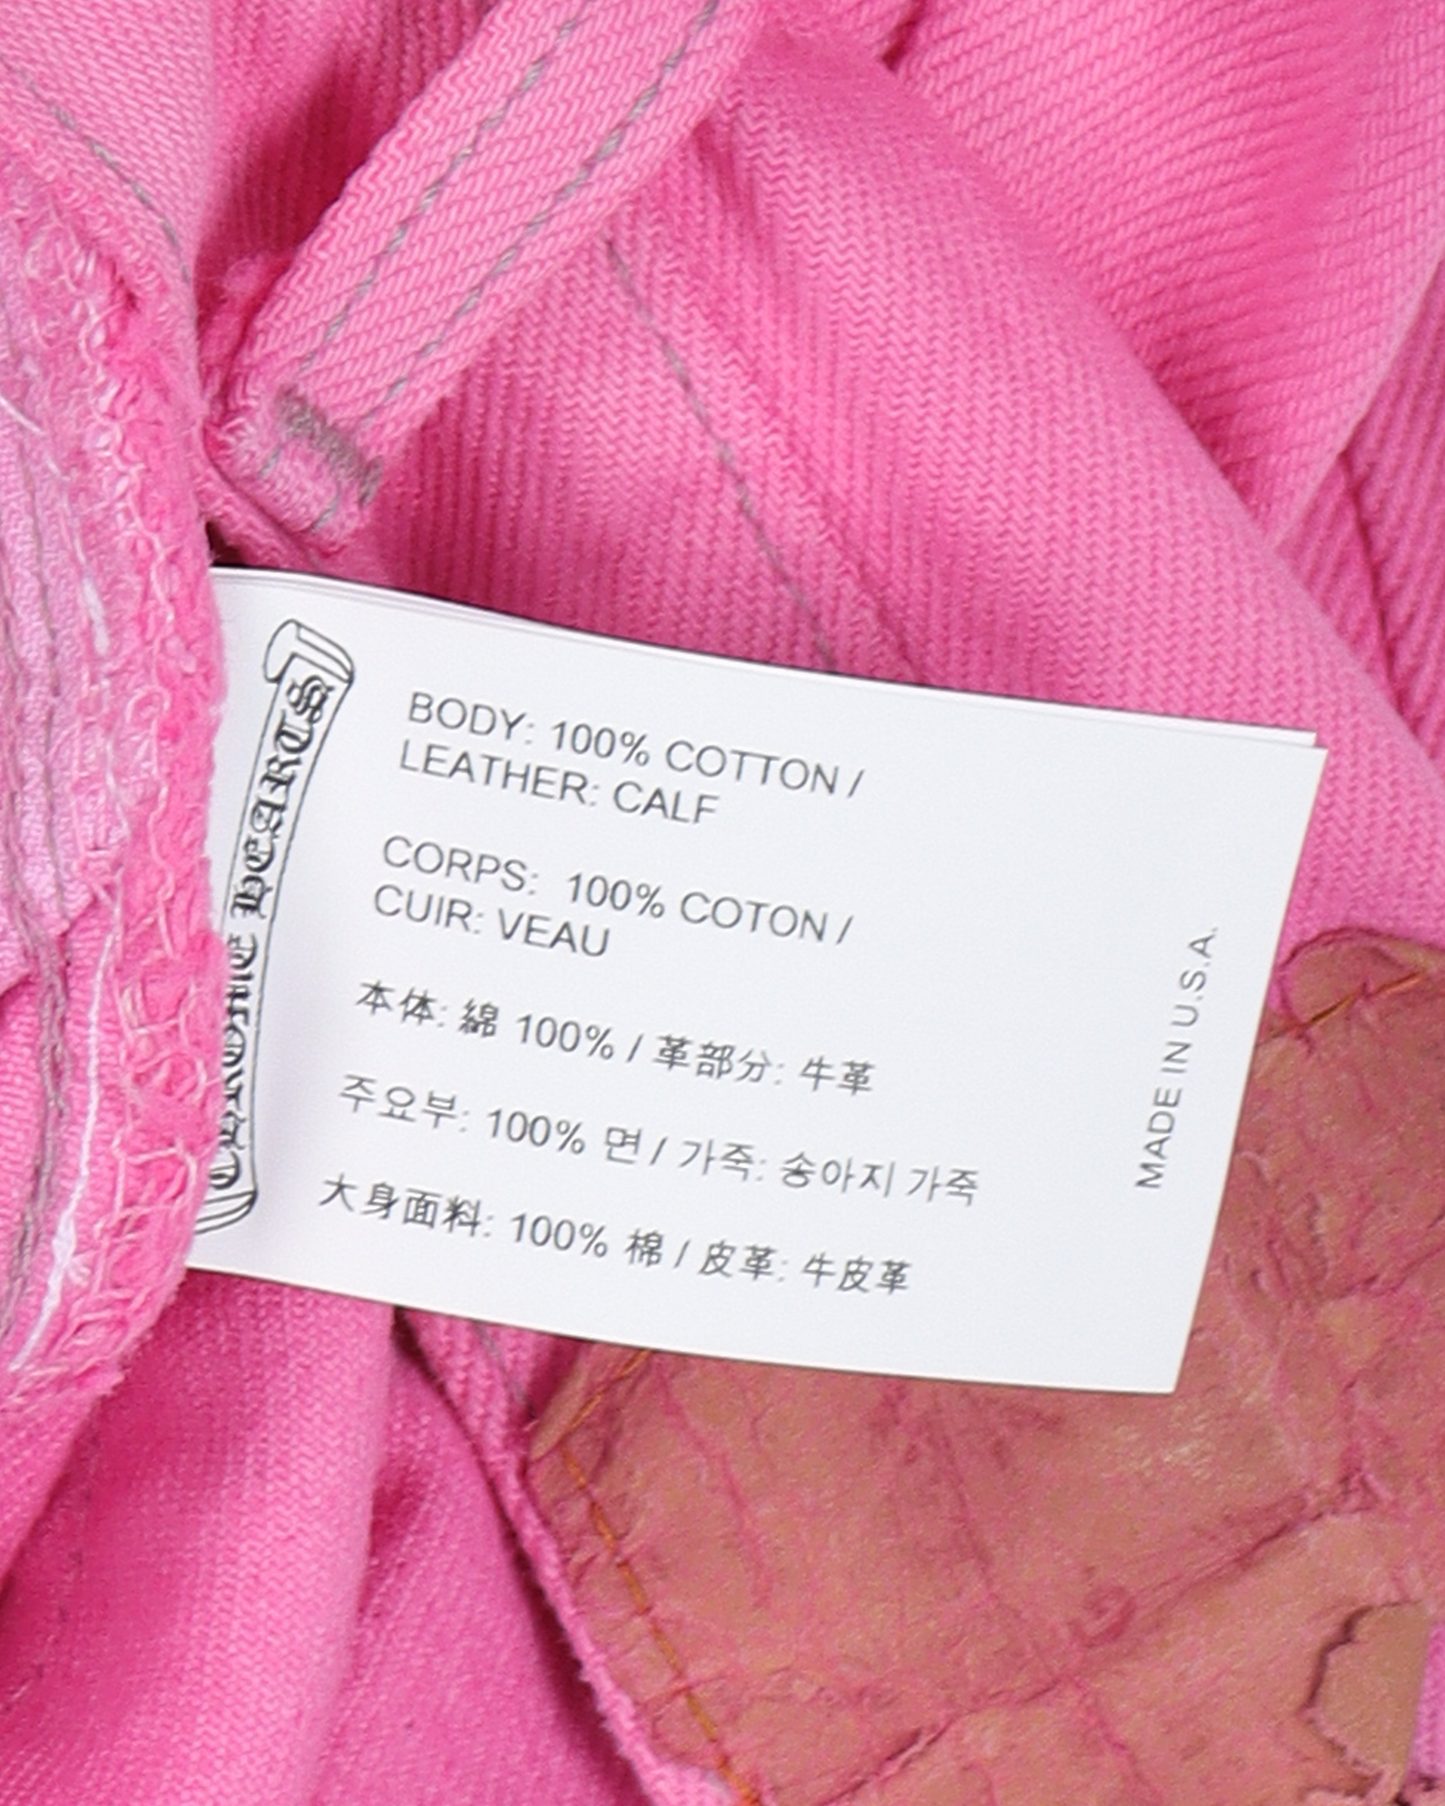 CHROME HEARTS
BODY: 100% COTTON /
LEATHER: CALF
CORPS: 100% COTON /
CUIR: VEAU
本体: 綿 100% / 革部分: 牛革
주요부: 100% 면 / 가죽: 송아지 가죽
大身面料: 100% 棉 / 皮革: 牛皮革
MADE IN U.S.A.